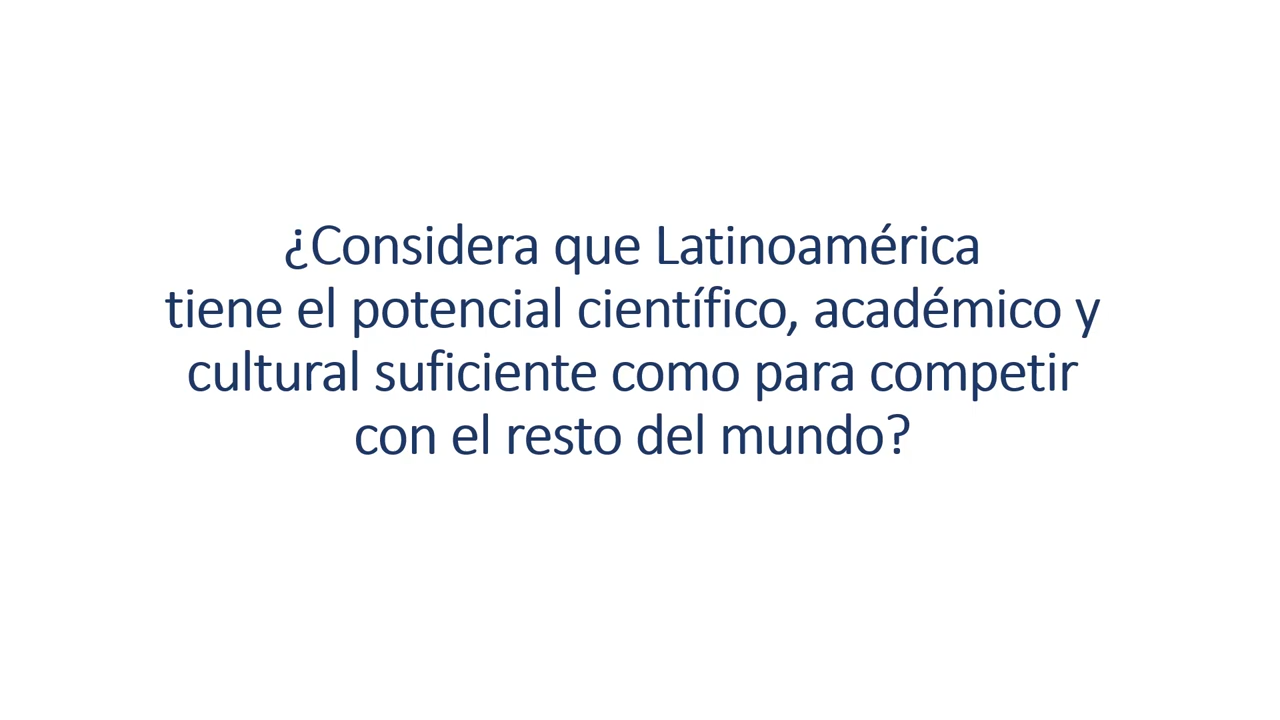 ¿Considera que Latinoamérica
tiene el potencial científico, académico y
cultural suficiente como para competir
con el resto del mundo?